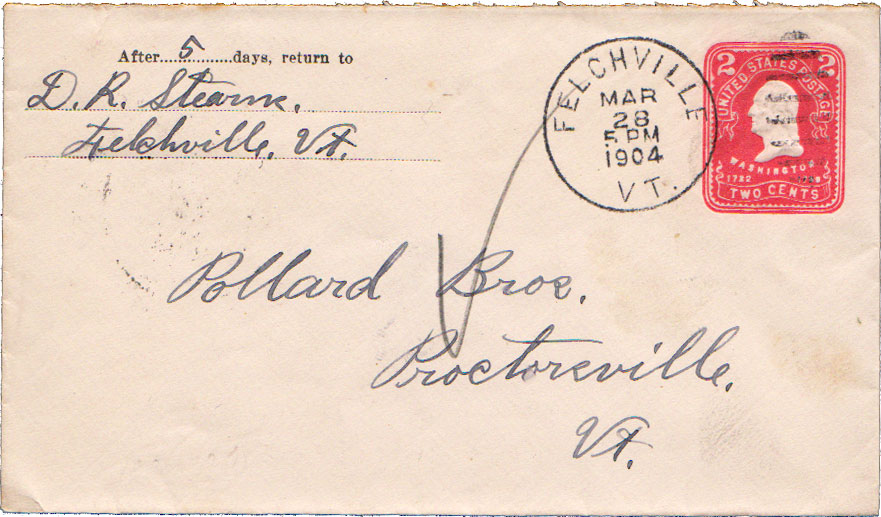 After....5........days, return to
D. R. Stearns.
Felchville, Vt.
FELCHVILLE
MAR
28
5 PM
1904
VT.
2 2
UNITED STATES POSTAGE
WASHINGTON
1732
TWO CENTS
Pollard Bros.
Proctorsville,
Vt.